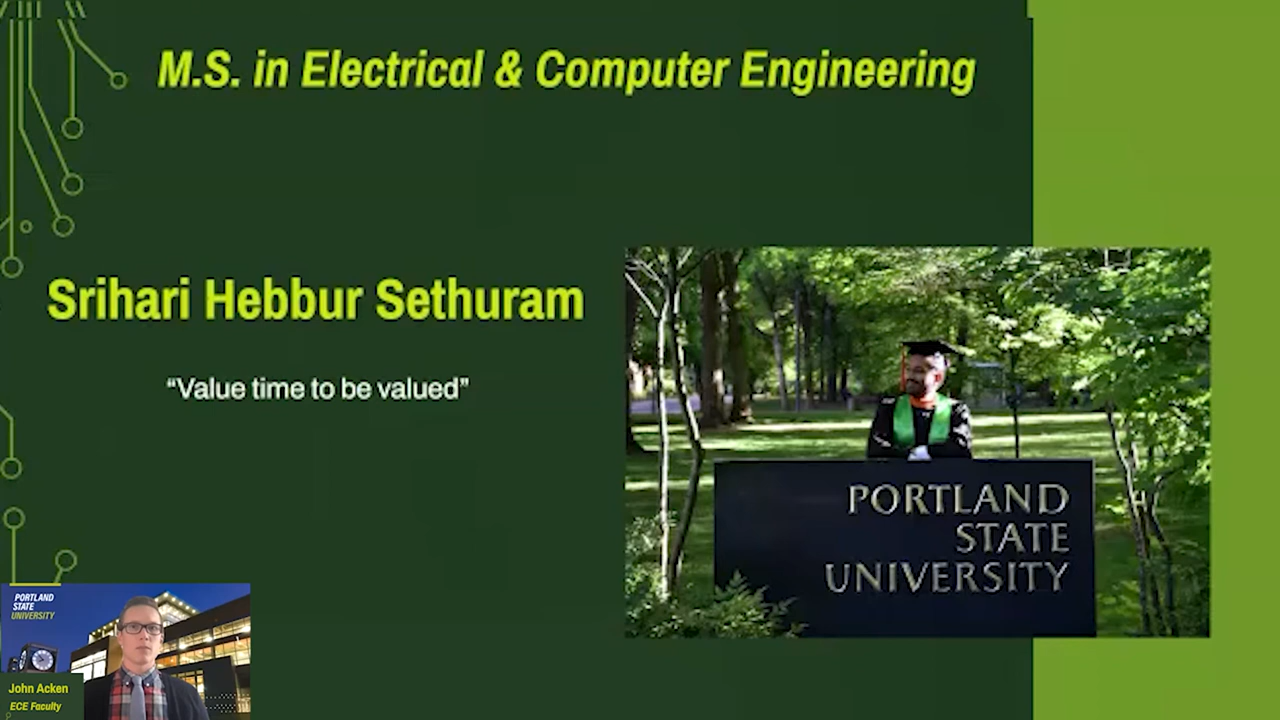 M.S. in Electrical & Computer Engineering
Srihari Hebbur Sethuram
“Value time to be valued”
PORTLAND
STATE
UNIVERSITY
PORTLAND
STATE
UNIVERSITY
John Acken
ECE Faculty